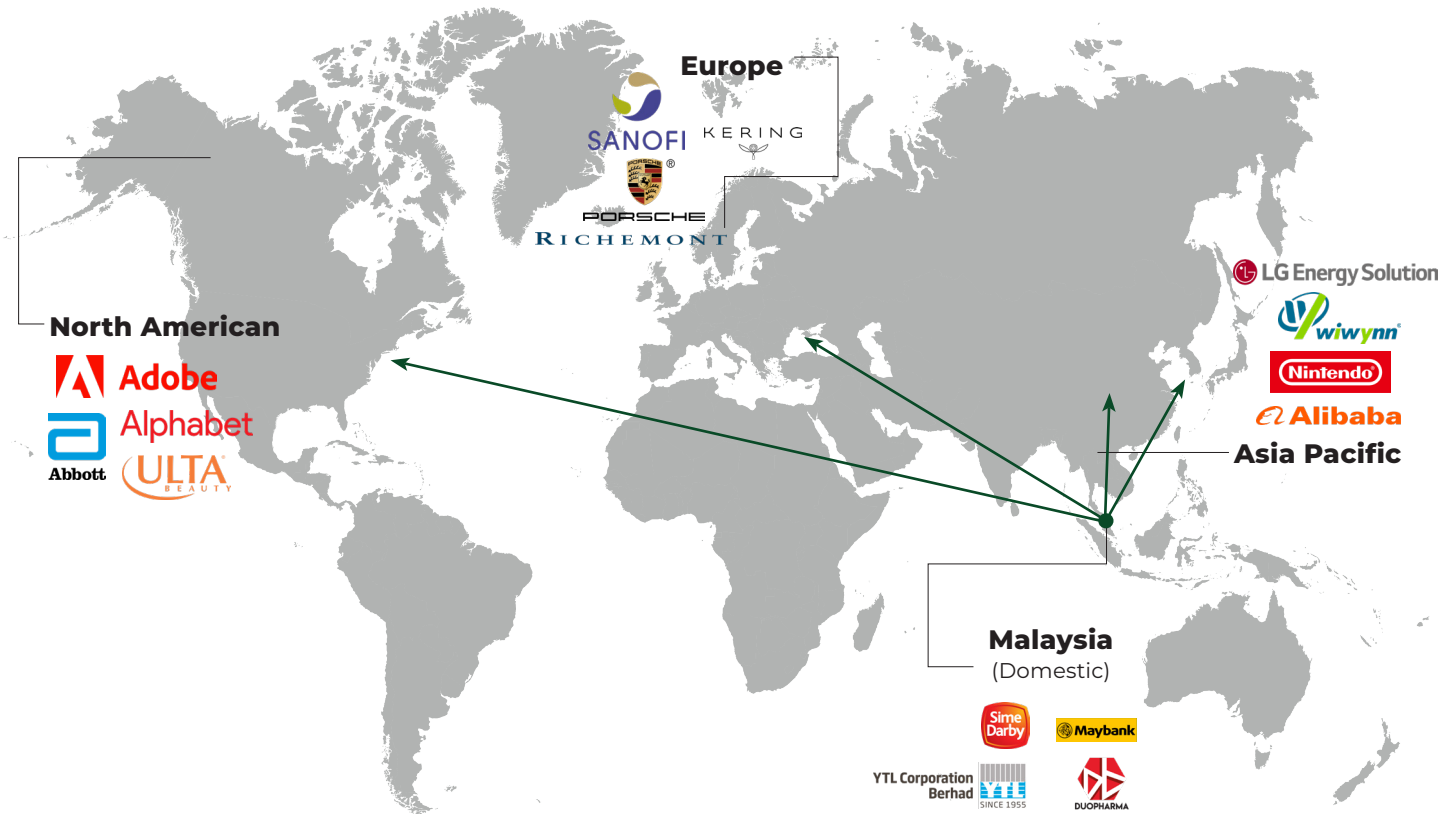 Europe
SANOFI
KERING
PORSCHE
®
PORSCHE
RICHEMONT
North American
Adobe
Alphabet
Abbott
ULTA
BEAUTY
LG Energy Solution
wiwynn®
Nintendo®
Alibaba
Asia Pacific
Malaysia
(Domestic)
Sime
Darby
Maybank
YTL Corporation
Berhad
YTL
SINCE 1955
DUOPHARMA